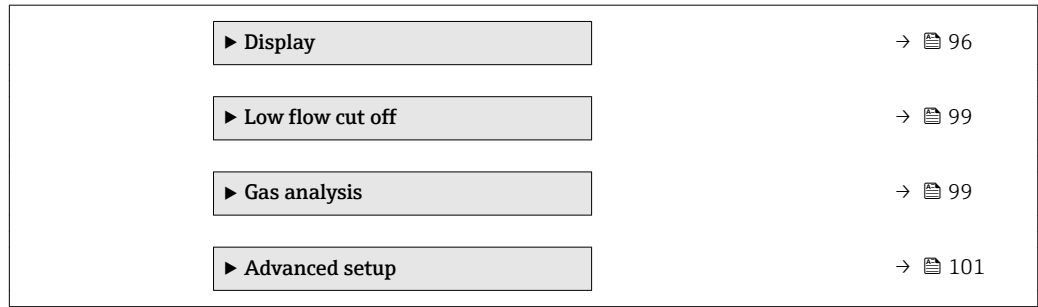 ▶ Display → 96
▶ Low flow cut off → 99
▶ Gas analysis → 99
▶ Advanced setup → 101